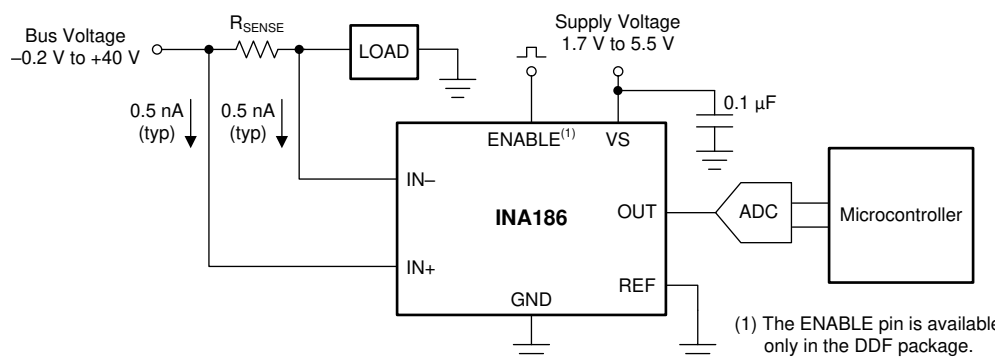 Bus Voltage
–0.2 V to +40 V
RSENSE
LOAD
Supply Voltage
1.7 V to 5.5 V
0.5 nA
(typ)
0.5 nA
(typ)
0.1 µF
ENABLE(1)
VS
IN–
INA186
OUT
ADC
Microcontroller
IN+
REF
GND
(1) The ENABLE pin is available
only in the DDF package.